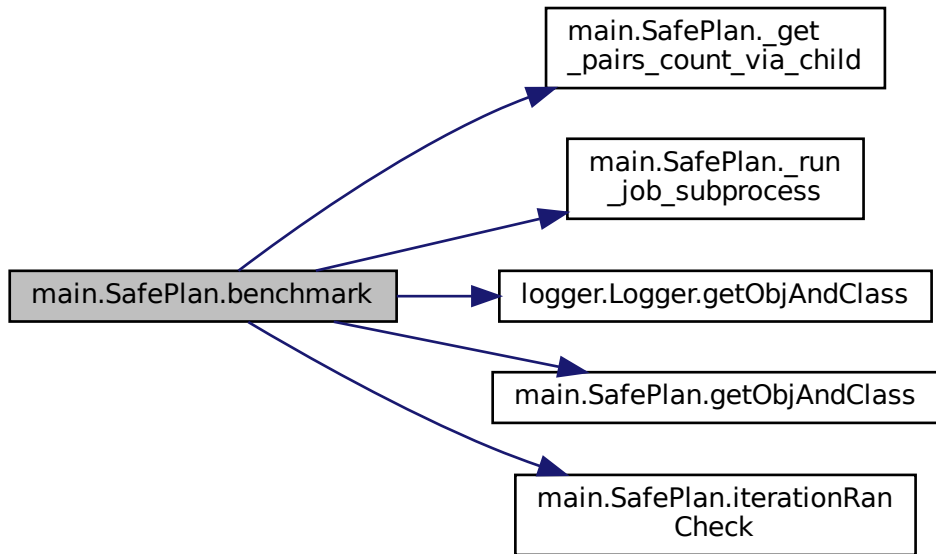 main.SafePlan._get
_pairs_count_via_child
main.SafePlan._run
_job_subprocess
main.SafePlan.benchmark
logger.Logger.getObjAndClass
main.SafePlan.getObjAndClass
main.SafePlan.iterationRan
Check